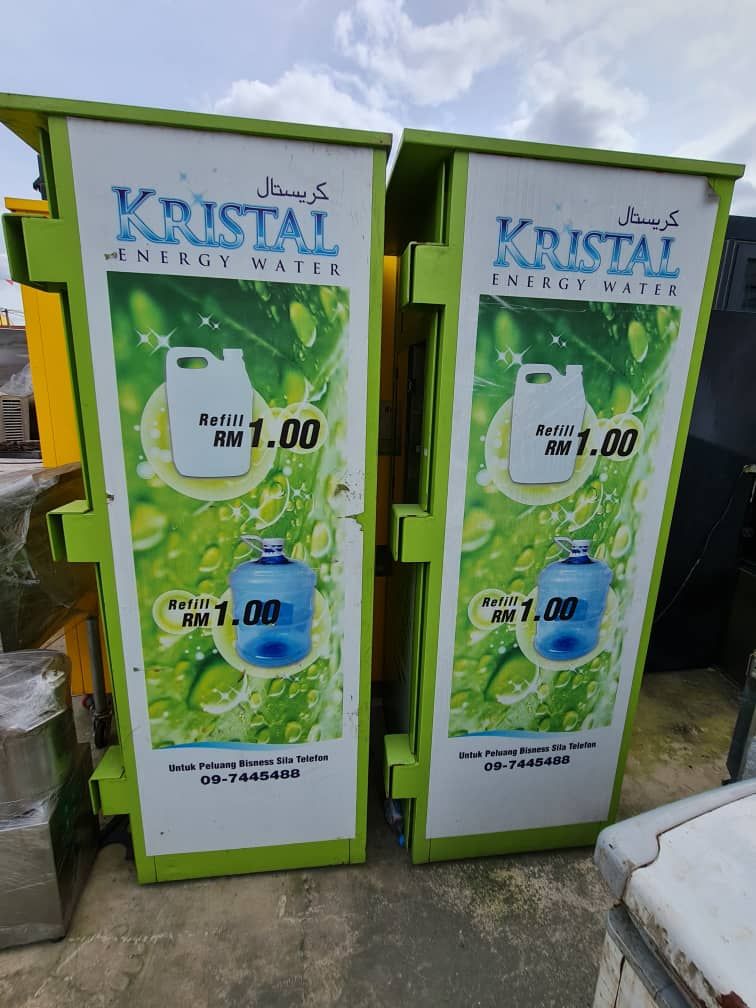 كريستال
KRISTAL
ENERGY WATER
Refill
RM 1.00
Refill
RM 1.00
Untuk Peluang Bisness Sila Telefon
09-7445488
كريستال
KRISTAL
ENERGY WATER
Refill
RM 1.00
Refill
RM 1.00
Untuk Peluang Bisness Sila Telefon
09-7445488